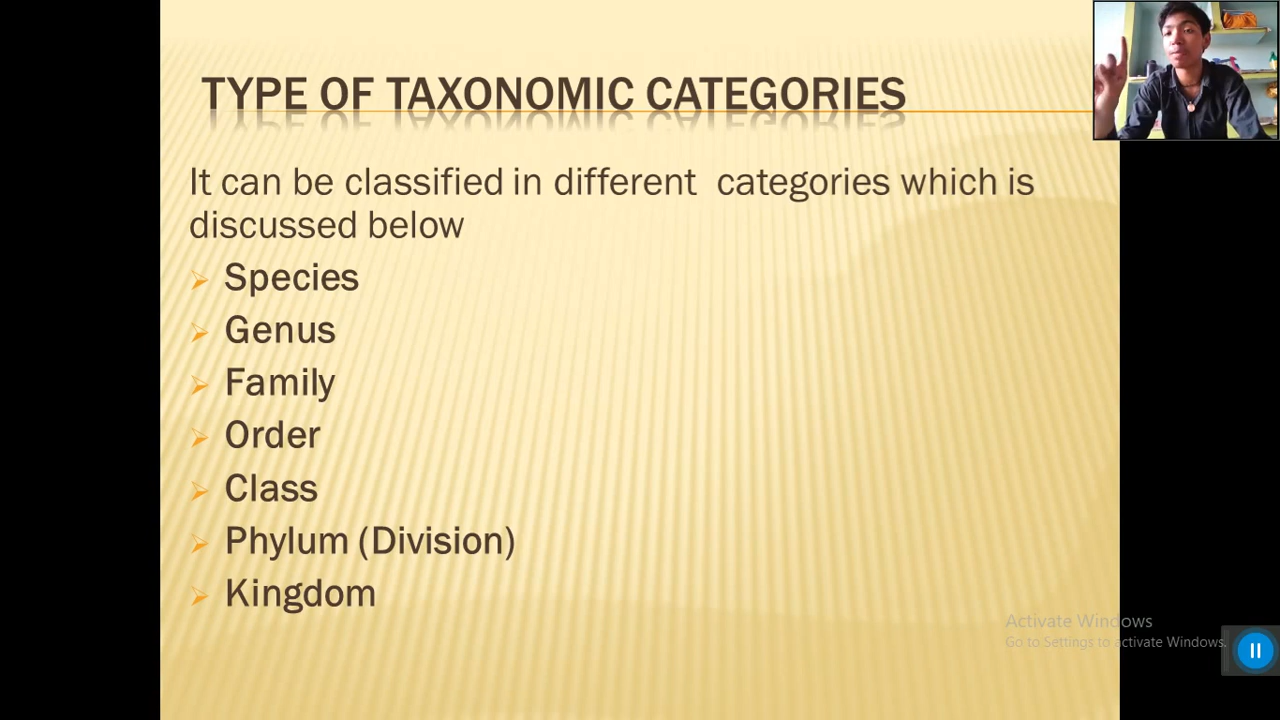 TYPE OF TAXONOMIC CATEGORIES
It can be classified in different categories which is
discussed below
Species
Genus
Family
Order
Class
Phylum (Division)
Kingdom
Activate Windows
Go to Settings to activate Windows.